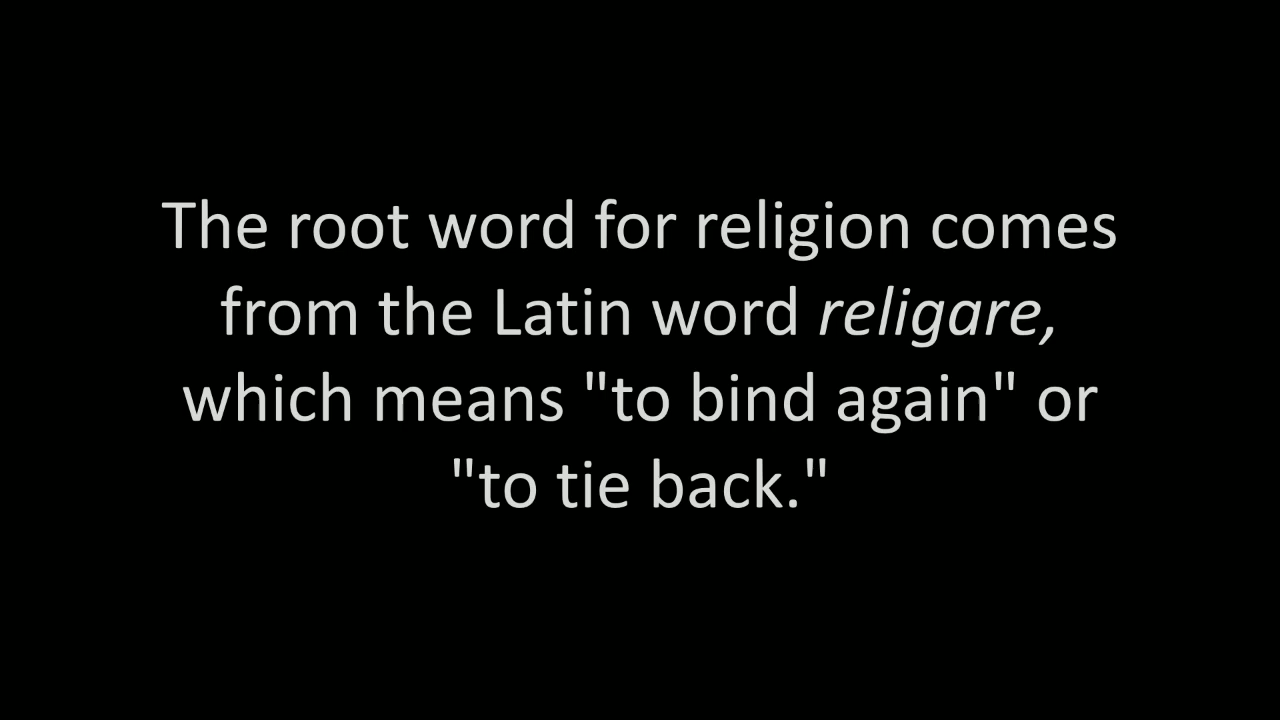 The root word for religion comes
from the Latin word religare,
which means "to bind again" or
"to tie back."